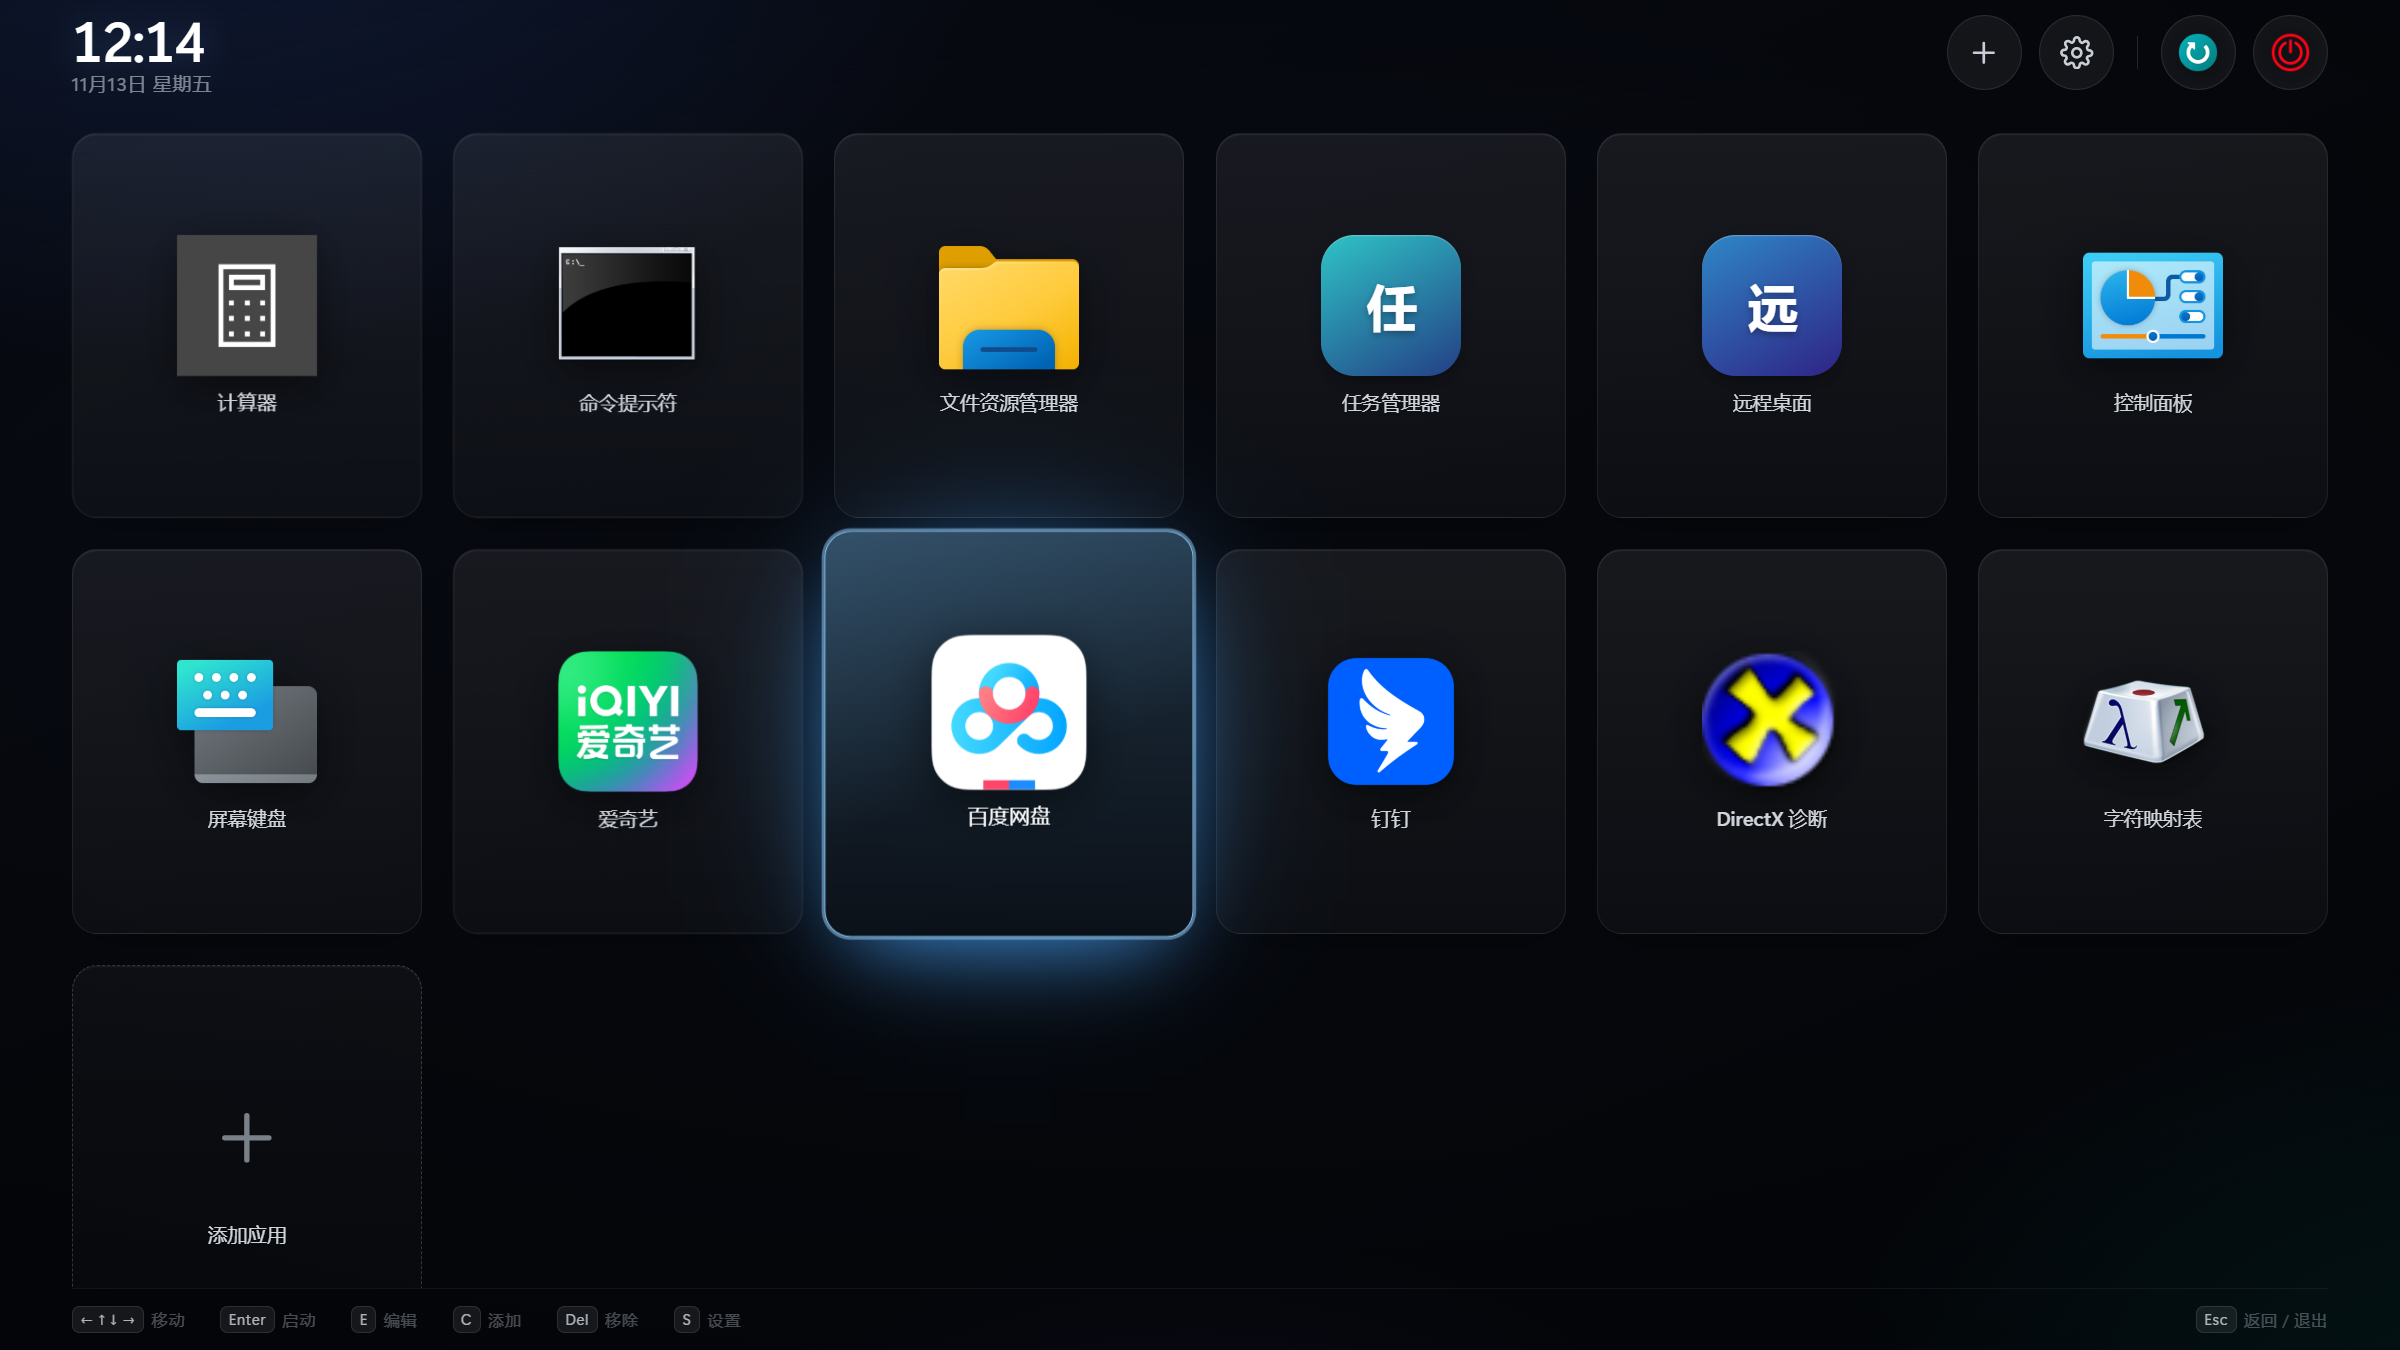 12:14
11月13日 星期五
C:\_
任
远
计算器
命令提示符
文件资源管理器
任务管理器
远程桌面
控制面板
iQIYI
爱奇艺
λ
屏幕键盘
爱奇艺
百度网盘
钉钉
DirectX 诊断
字符映射表
添加应用
←↑↓→ 移动
Enter 启动
E 编辑
C 添加
Del 移除
S 设置
Esc 返回 / 退出